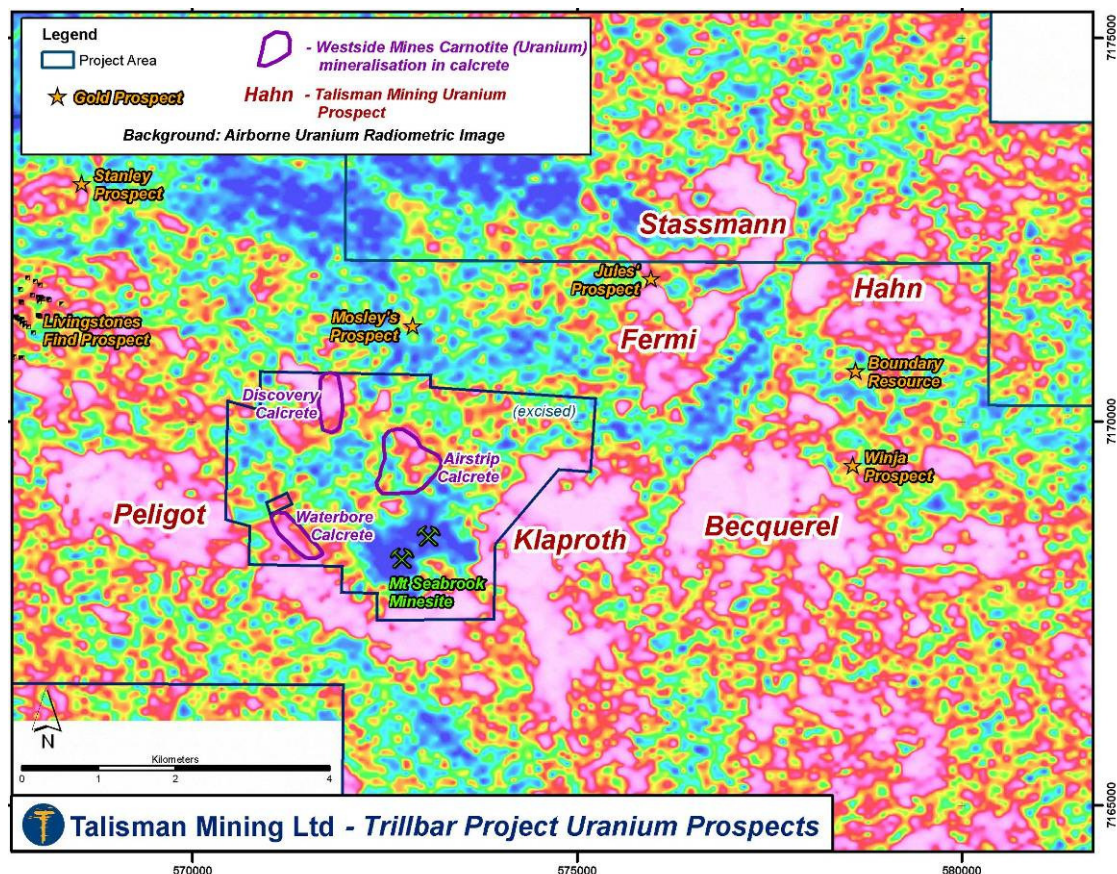 Legend
Project Area
Gold Prospect
- Westside Mines Carnotite (Uranium)
mineralisation in calcrete
Hahn - Talisman Mining Uranium
Prospect
Background: Airborne Uranium Radiometric Image
7175000
Stanley
Prospect
Stassmann
Jules'
Prospect
Hahn
Livingstones
Find Prospect
Mosley's
Prospect
Fermi
Boundary
Resource
Discovery
Calcrete
(excised)
7170000
Airstrip
Calcrete
Winja
Prospect
Peligot
Waterbore
Calcrete
Klaproth
Becquerel
Mt Seabrook
Minesite
N
Kilometers
0 1 2 4
7165000
Talisman Mining Ltd - Trillbar Project Uranium Prospects
570000 575000 580000